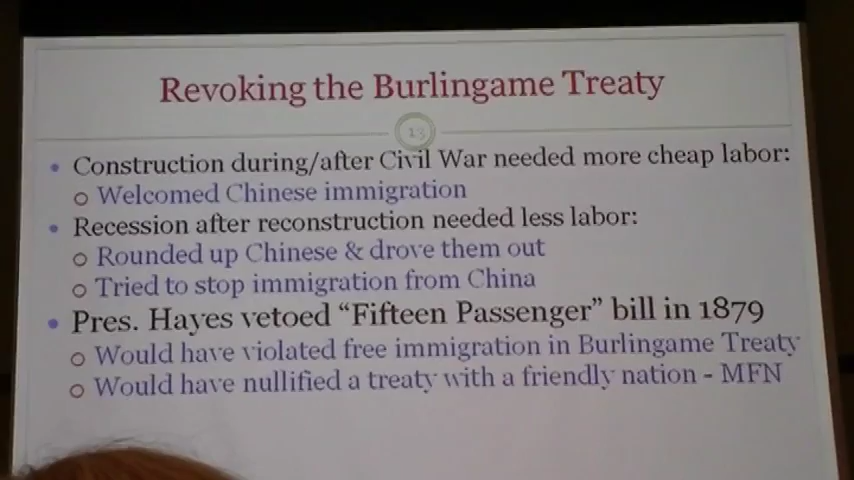 Revoking the Burlingame Treaty
13
• Construction during/after Civil War needed more cheap labor:
o Welcomed Chinese immigration
• Recession after reconstruction needed less labor:
o Rounded up Chinese & drove them out
o Tried to stop immigration from China
• Pres. Hayes vetoed “Fifteen Passenger” bill in 1879
o Would have violated free immigration in Burlingame Treaty
o Would have nullified a treaty with a friendly nation - MFN